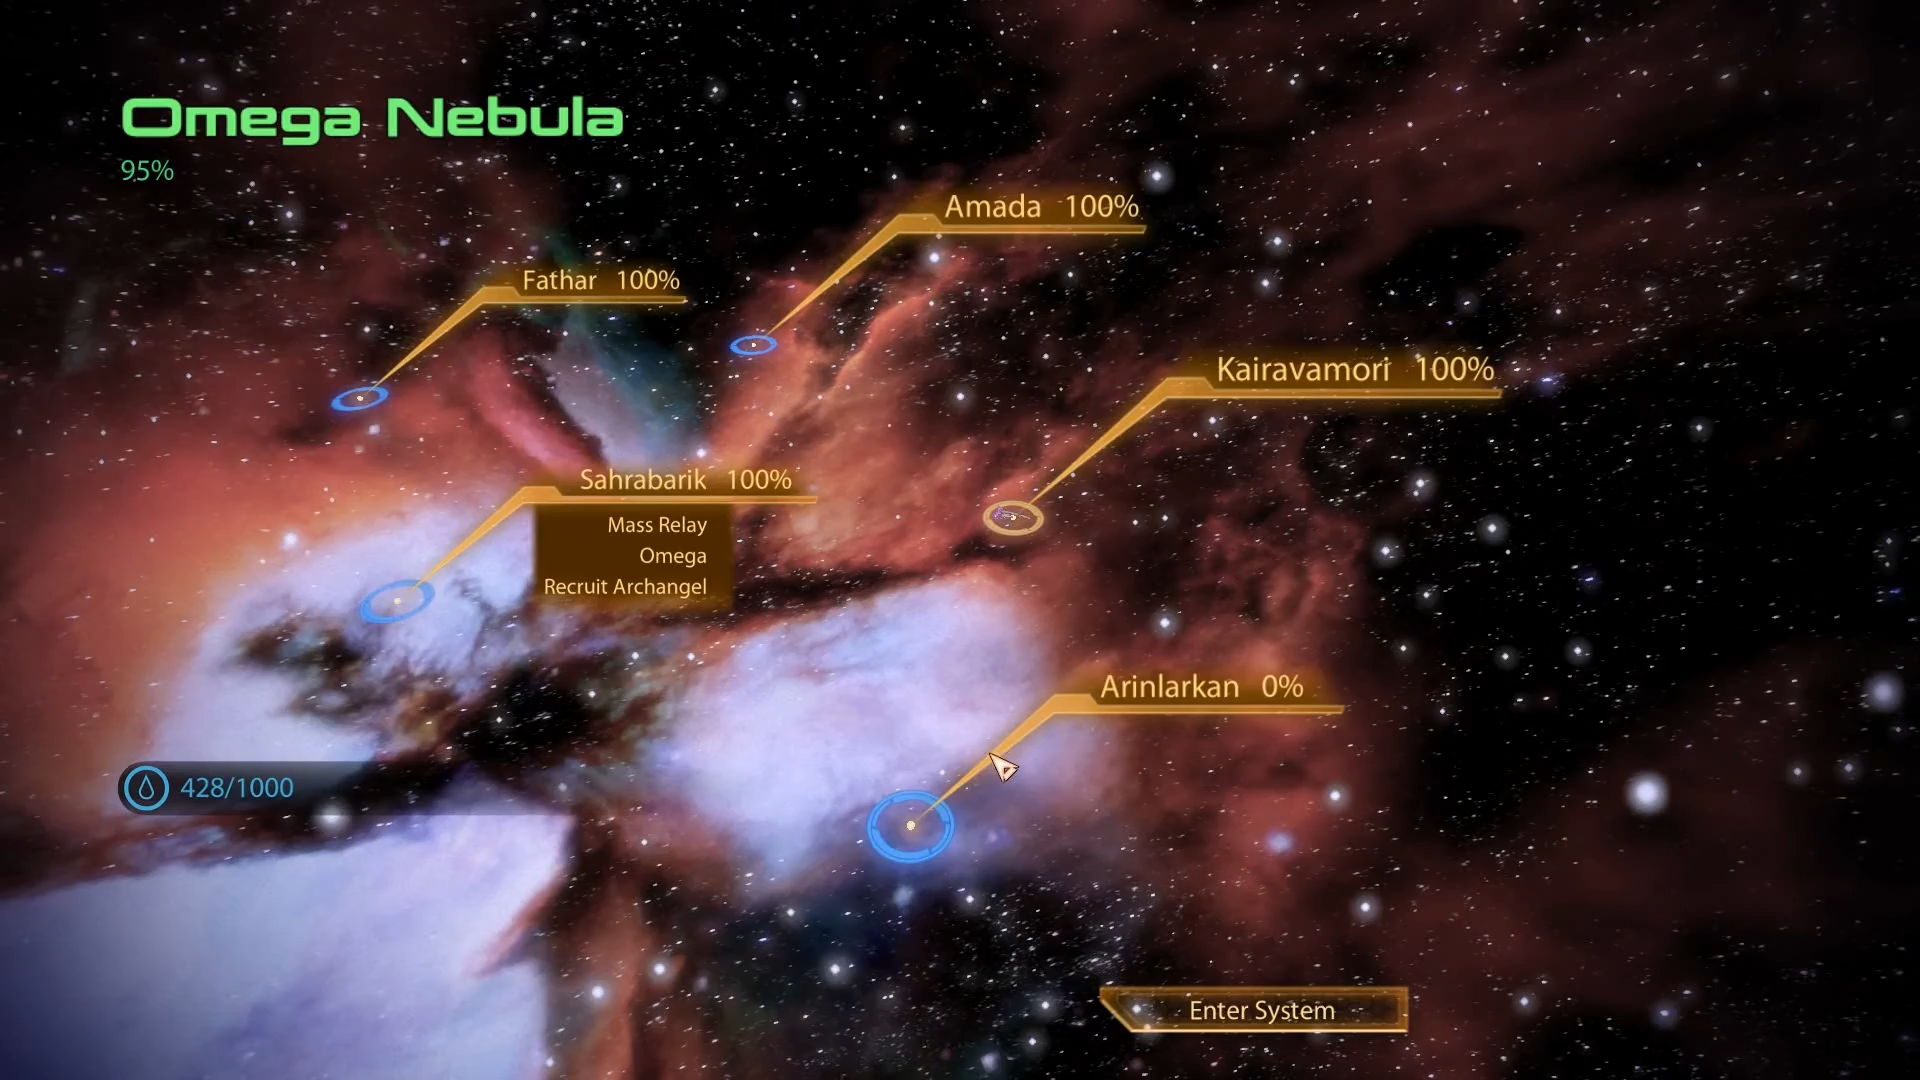 Omega Nebula
95%
Amada 100%
Fathar 100%
Kairavamori 100%
Sahrabarik 100%
Mass Relay
Omega
Recruit Archangel
Arinlarkan 0%
428/1000
Enter System